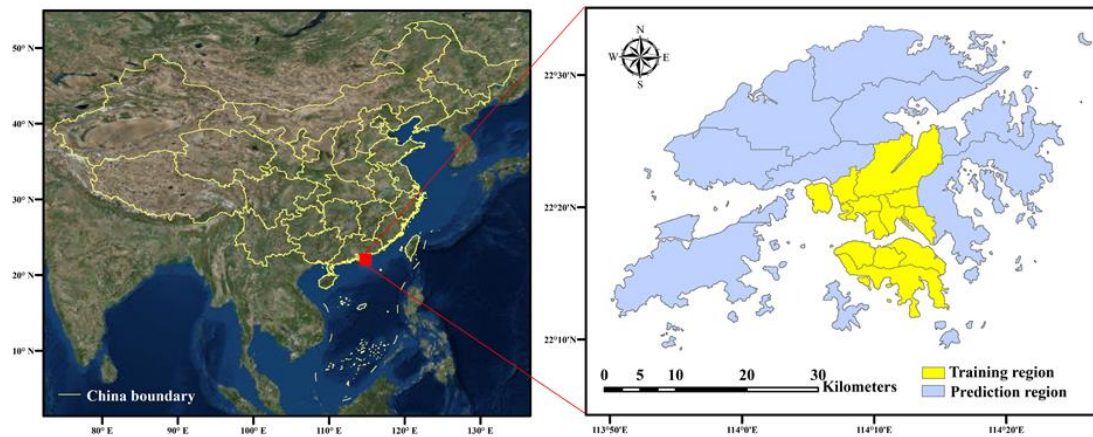 50° N
40° N
30° N
20° N
10° N
China boundary
80° E
90° E
100° E
110° E
120° E
130° E
N
W E
S
22°30' N
22°20' N
22°10' N
0 10 20 30
Kilometers
Training region
Prediction region
113°50' E
114°0' E
114°10' E
114°20' E